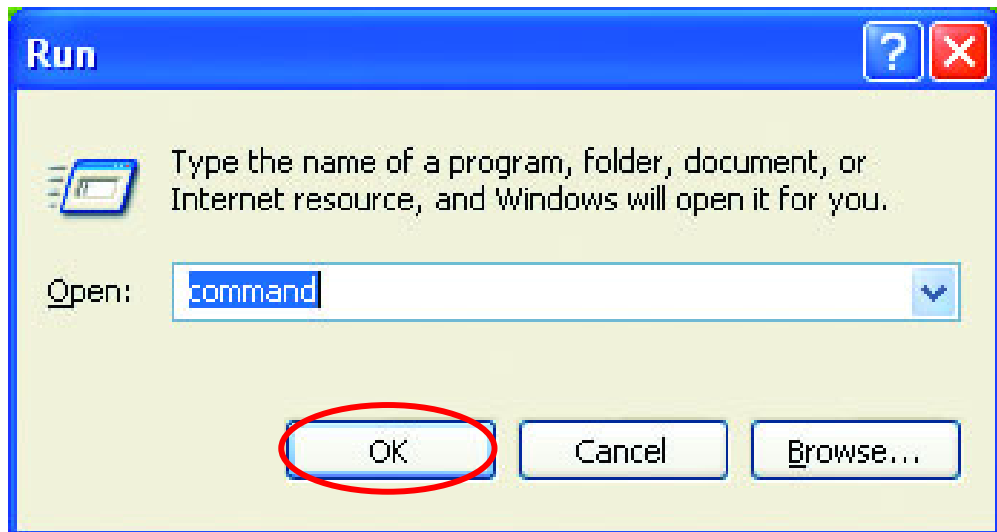 Run
?
Type the name of a program, folder, document, or
Internet resource, and Windows will open it for you.
Open: command
OK Cancel Browse...